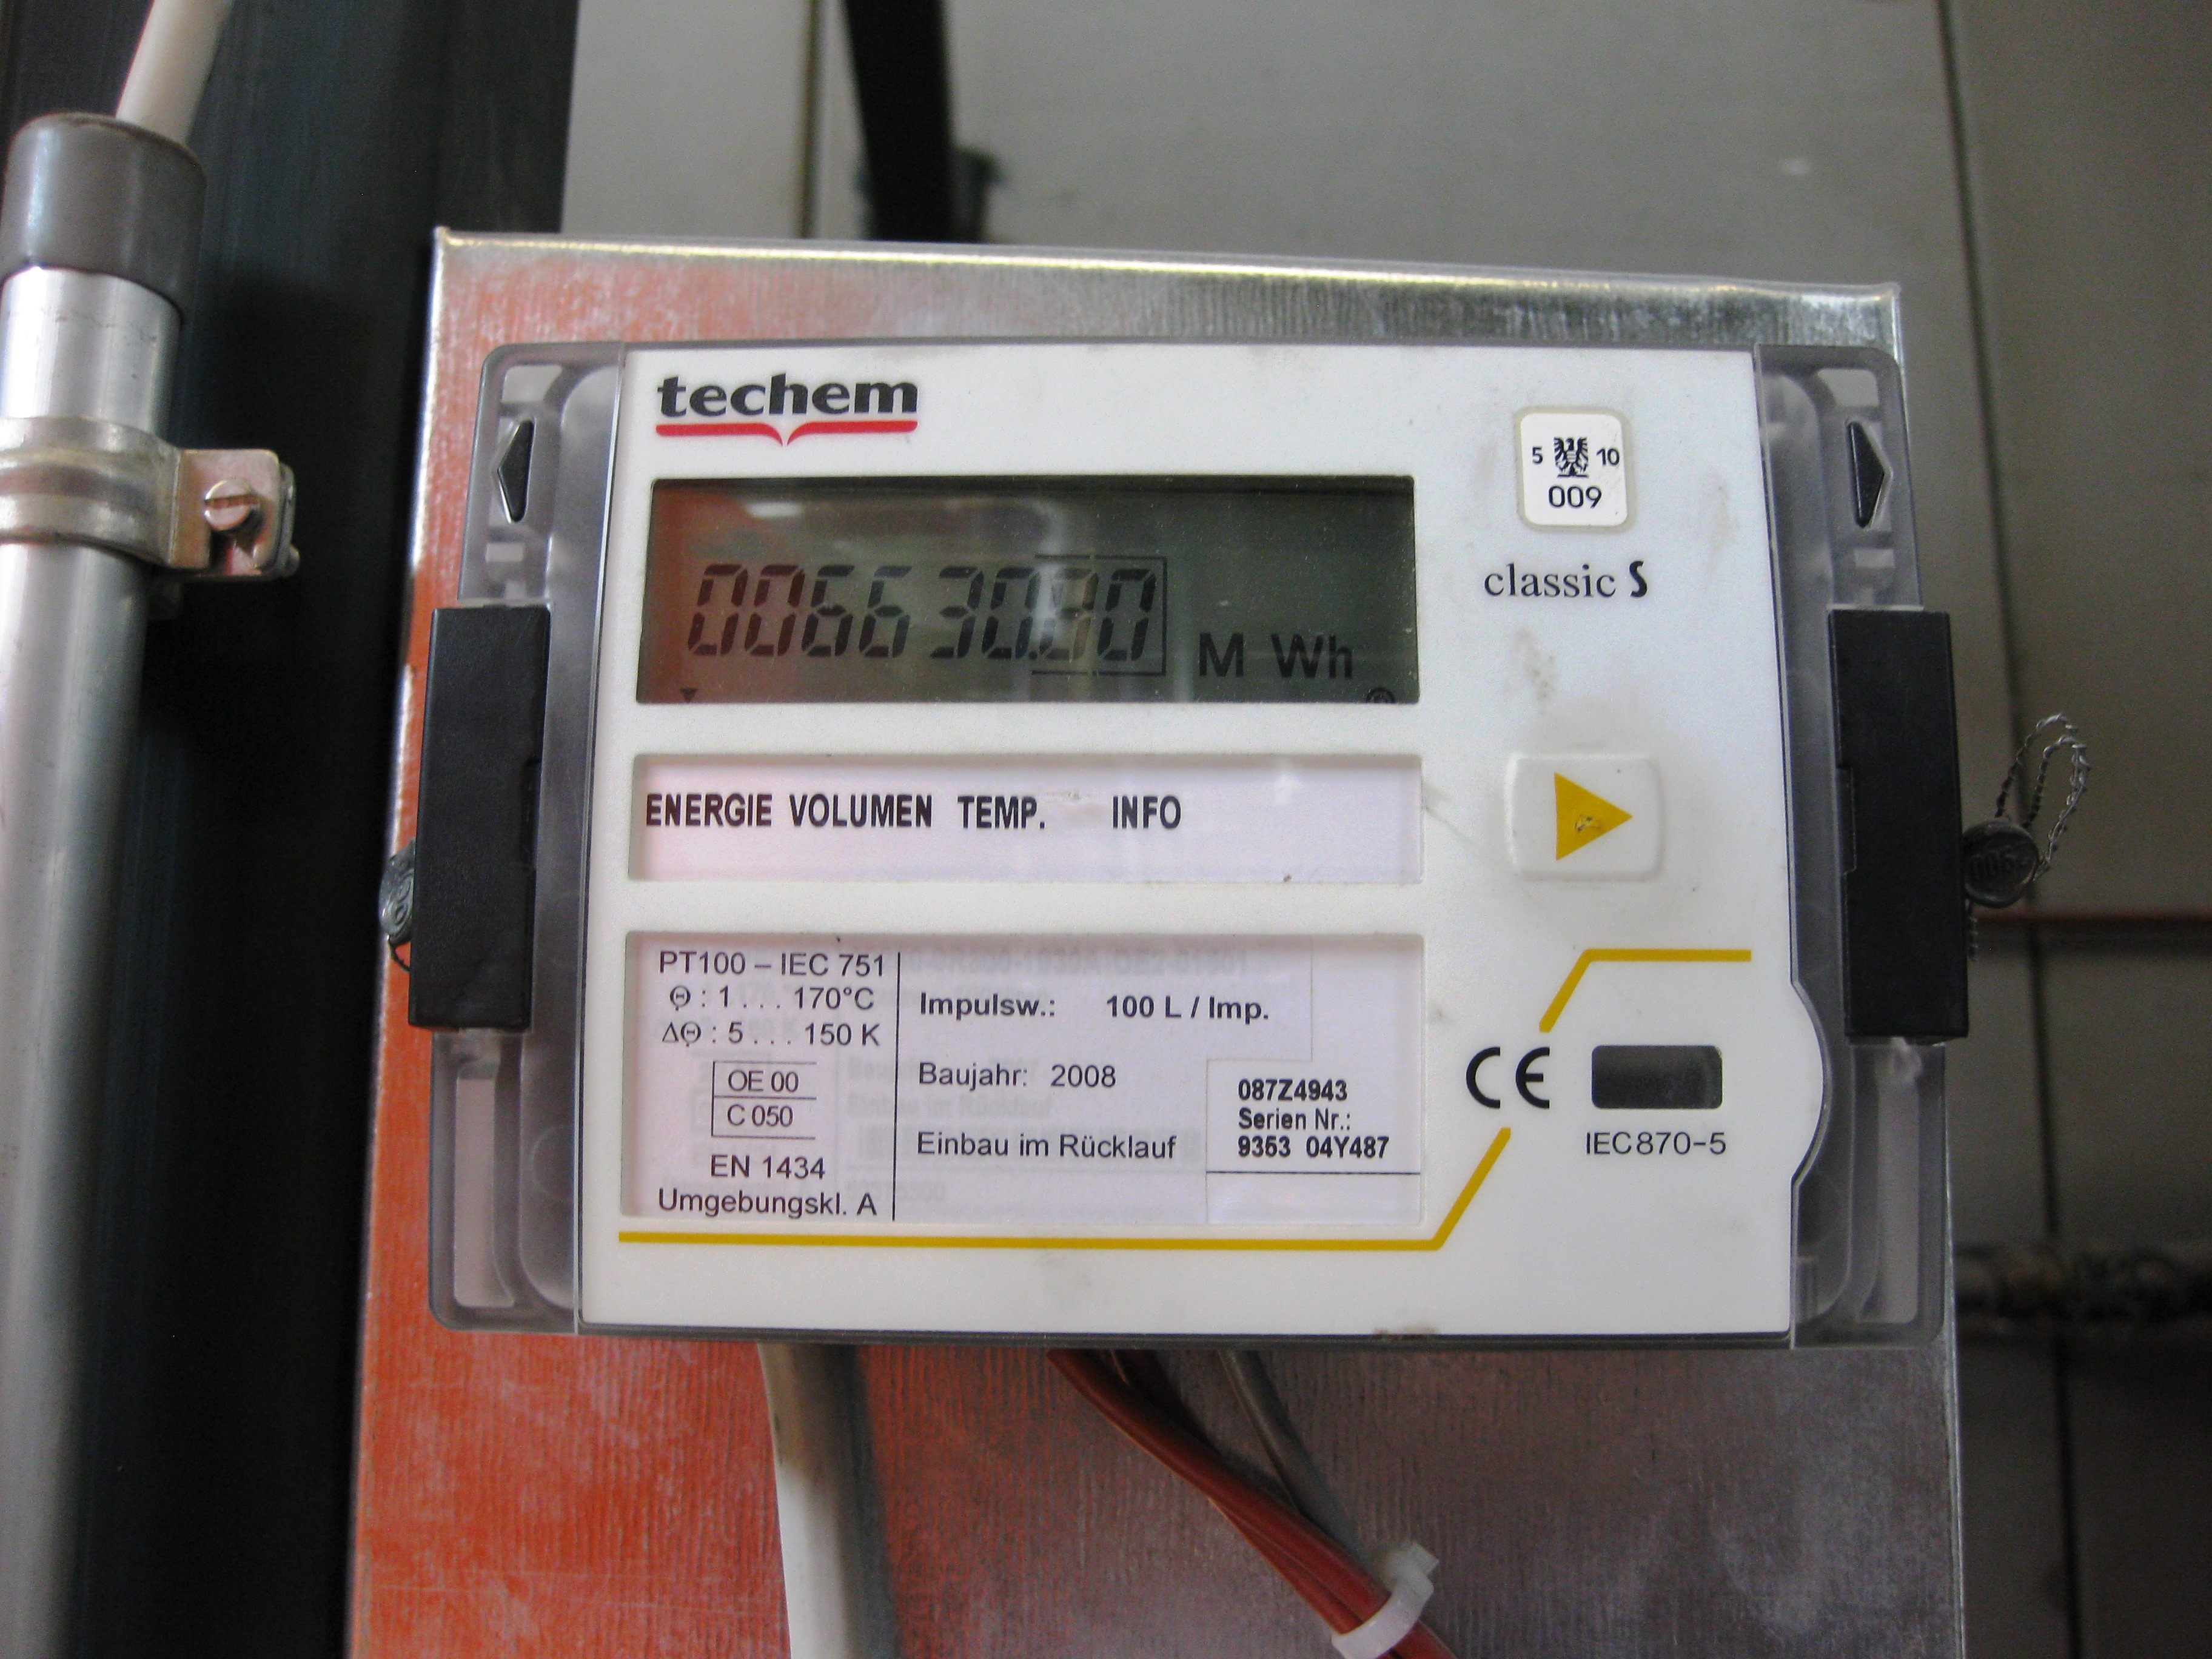 techem
5 10
009
classic S
006630.80
M Wh
ENERGIE VOLUMEN TEMP. INFO
PT100 – IEC 751
Θ : 1 . . . 170°C
ΔΘ : 5 . . . 150 K
OE 00
C 050
EN 1434
Umgebungskl. A
Impulsw.: 100 L / Imp.
Baujahr: 2008
Einbau im Rücklauf
087Z4943
Serien Nr.:
9353 04Y487
CE
IEC870-5